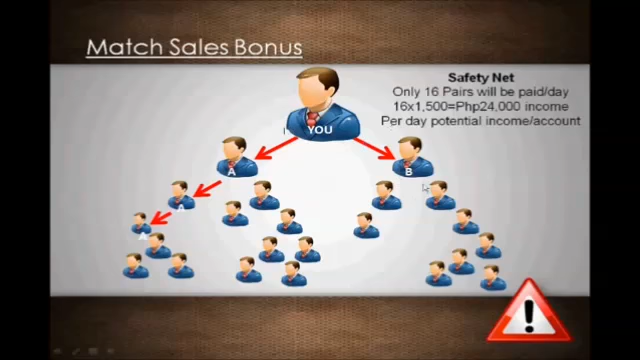 Match Sales Bonus
Safety Net
Only 16 Pairs will be paid/day
16x1,500=Php24,000 income
Per day potential income/account
YOU
A
B
A
A